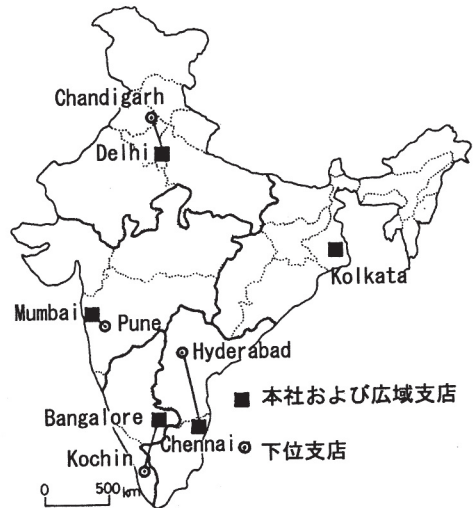 Chandigarh
Delhi
Kolkata
Mumbai
Pune
Hyderabad
本社および広域支店
Bangalore
Chennai
下位支店
Kochin
0 500km